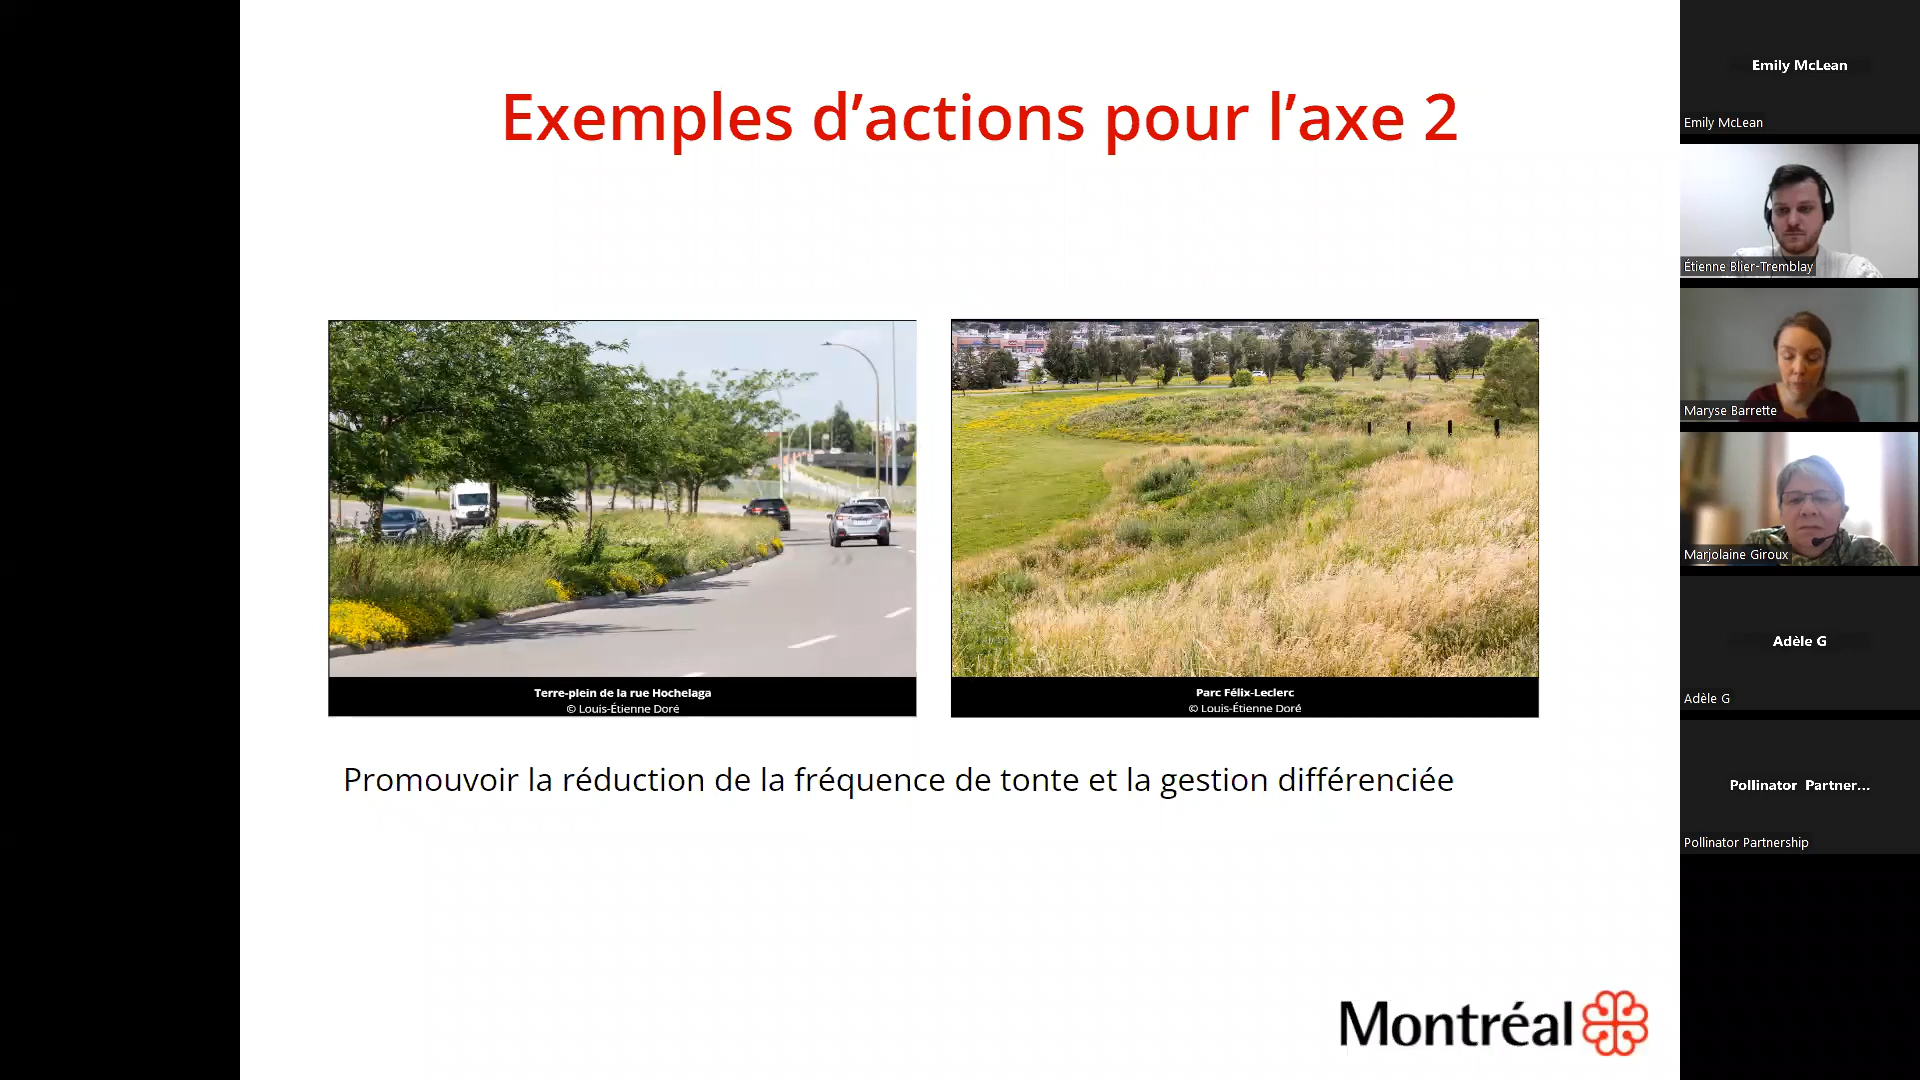 Exemples d’actions pour l’axe 2
Terre-plein de la rue Hochelaga
© Louis-Étienne Doré
Parc Félix-Leclerc
© Louis-Étienne Doré
Promouvoir la réduction de la fréquence de tonte et la gestion différenciée
Montréal
Emily McLean
Emily McLean
Étienne Blier-Tremblay
Maryse Barrette
Marjolaine Giroux
Adèle G
Adèle G
Pollinator Partner...
Pollinator Partnership